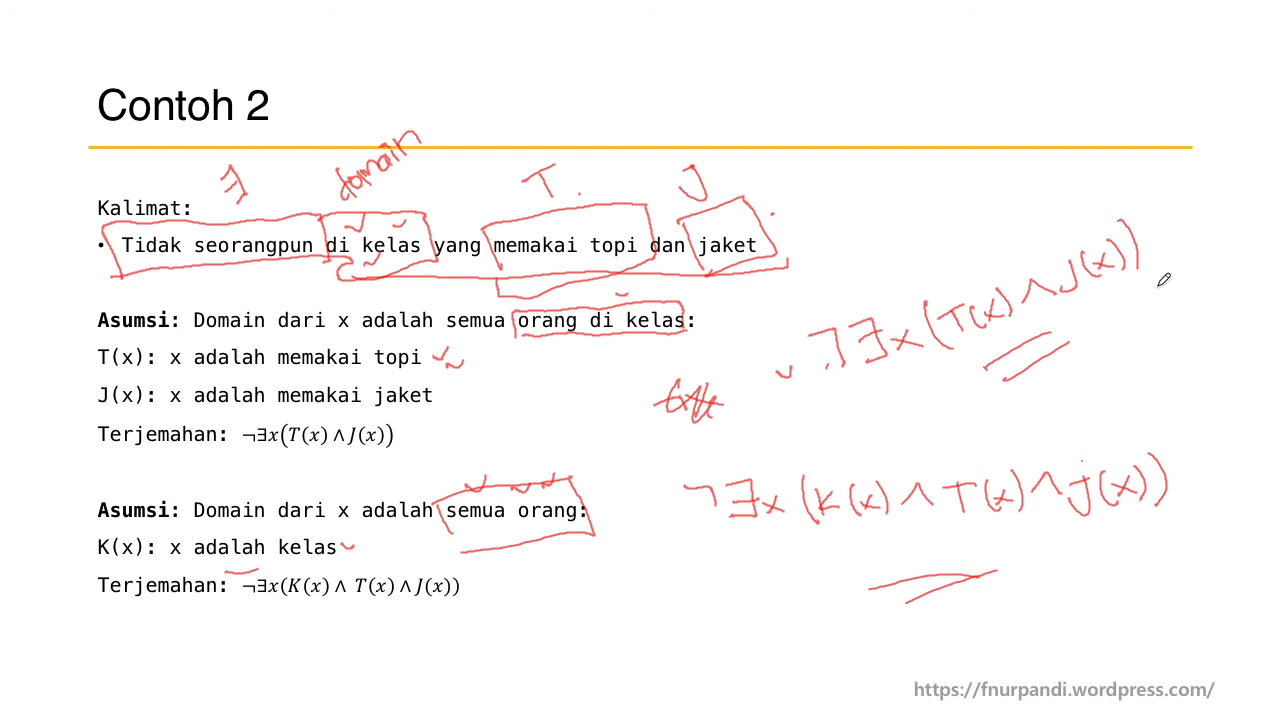 Contoh 2
∃ domain T. J
Kalimat:
• Tidak seorangpun di kelas yang memakai topi dan jaket
Asumsi: Domain dari x adalah semua orang di kelas:
T(x): x adalah memakai topi
¬∃x(T(x)∧J(x))
J(x): x adalah memakai jaket
Terjemahan: ¬∃x(T(x)∧J(x))
¬∃x(K(x)∧T(x)∧J(x))
Asumsi: Domain dari x adalah semua orang:
K(x): x adalah kelas
Terjemahan: ¬∃x(K(x)∧ T(x)∧J(x))
https://fnurpandi.wordpress.com/